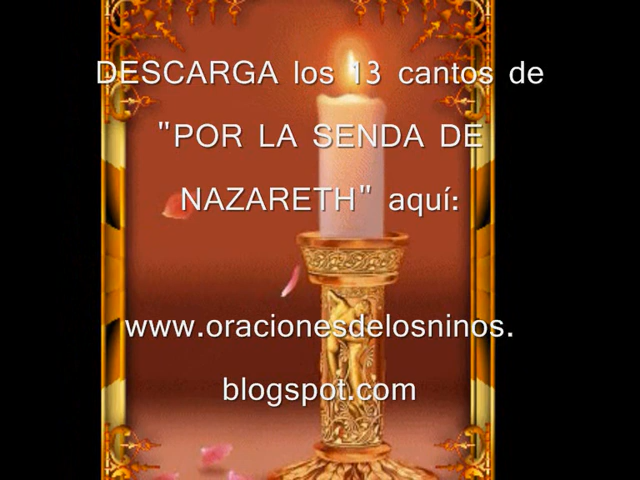 DESCARGA los 13 cantos de
"POR LA SENDA DE
NAZARETH" aquí:
www.oracionesdelosninos.
blogspot.com